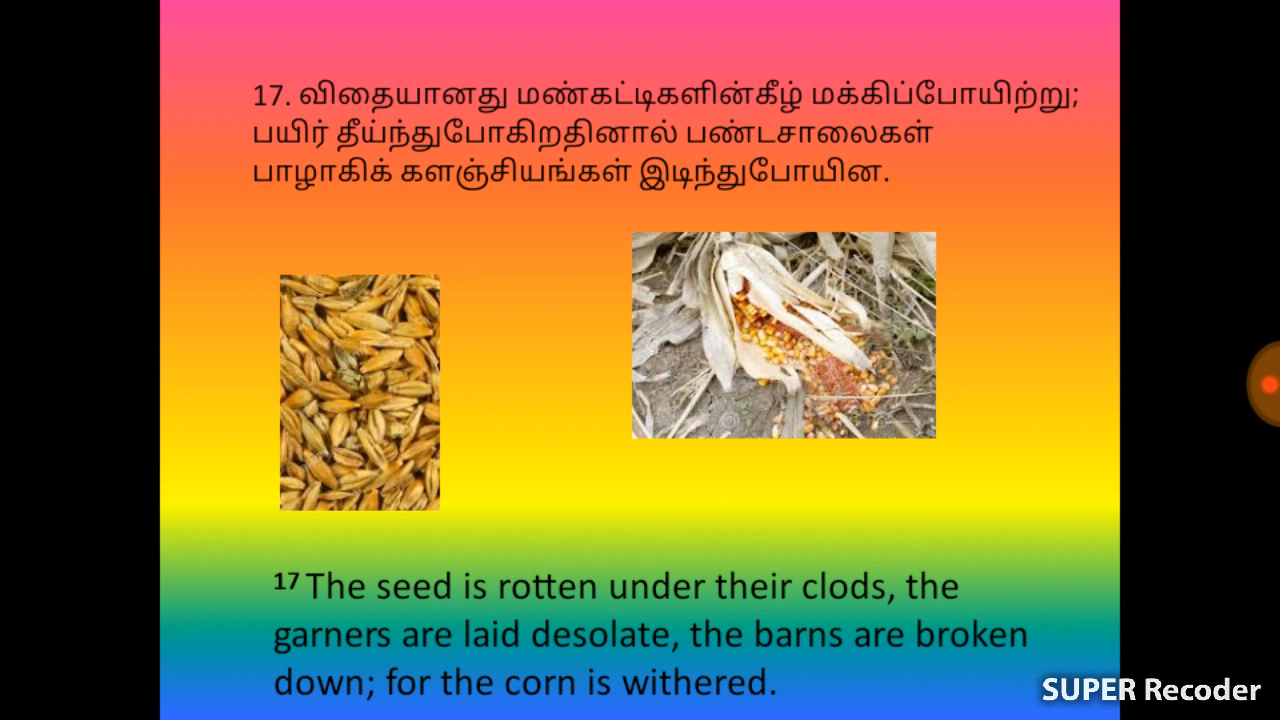 17. விதையானது மண்கட்டிகளின்கீழ் மக்கிப்போயிற்று;
பயிர் தீய்ந்துபோகிறதினால் பண்டசாலைகள்
பாழாகிக் களஞ்சியங்கள் இடிந்துபோயின.
17 The seed is rotten under their clods, the
garners are laid desolate, the barns are broken
down; for the corn is withered.
SUPER Recoder